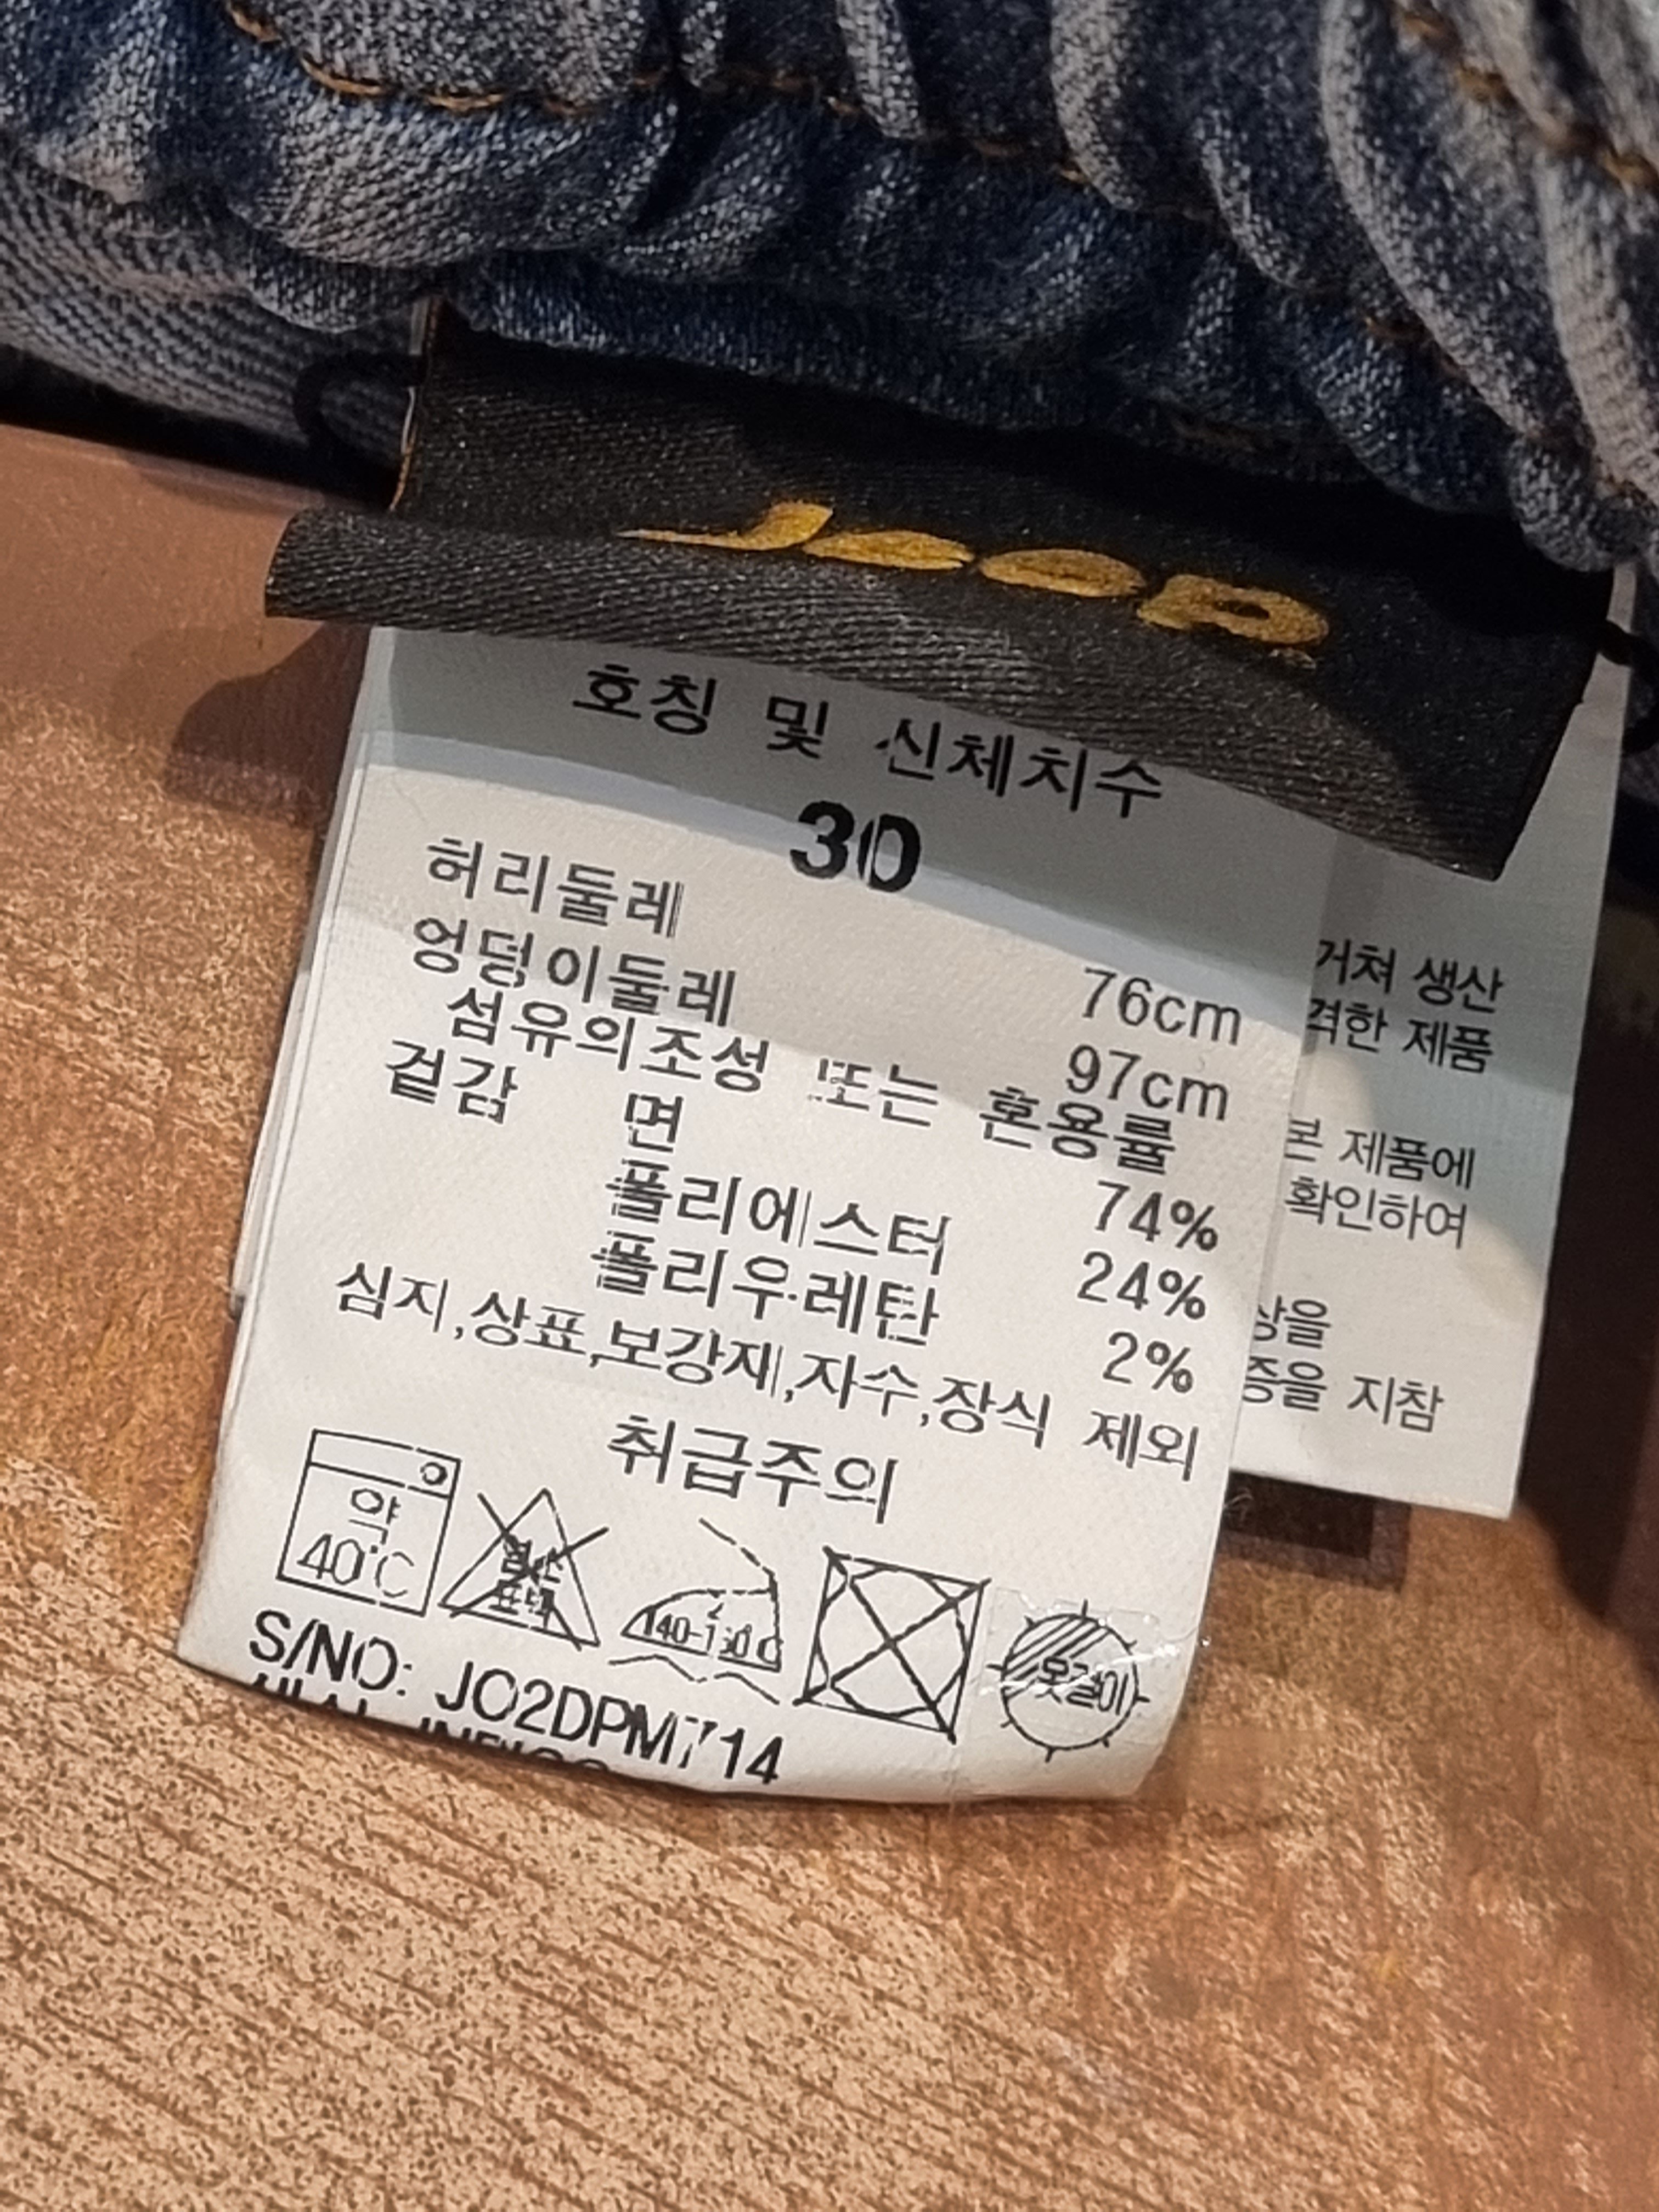 Jeep
호칭 및 신체치수
30
허리둘레 76cm
엉덩이둘레 97cm
섬유의조성 또는 혼용률
겉감 면 74%
폴리에스터 24%
폴리우레탄 2%
심지,상표,보강재,자수,장식 제외
취급주의
약
40℃
염소
표백
옷걸이
S/NO: JO2DPM714
거쳐 생산
격한 제품
본 제품에
확인하여
상을
증을 지참